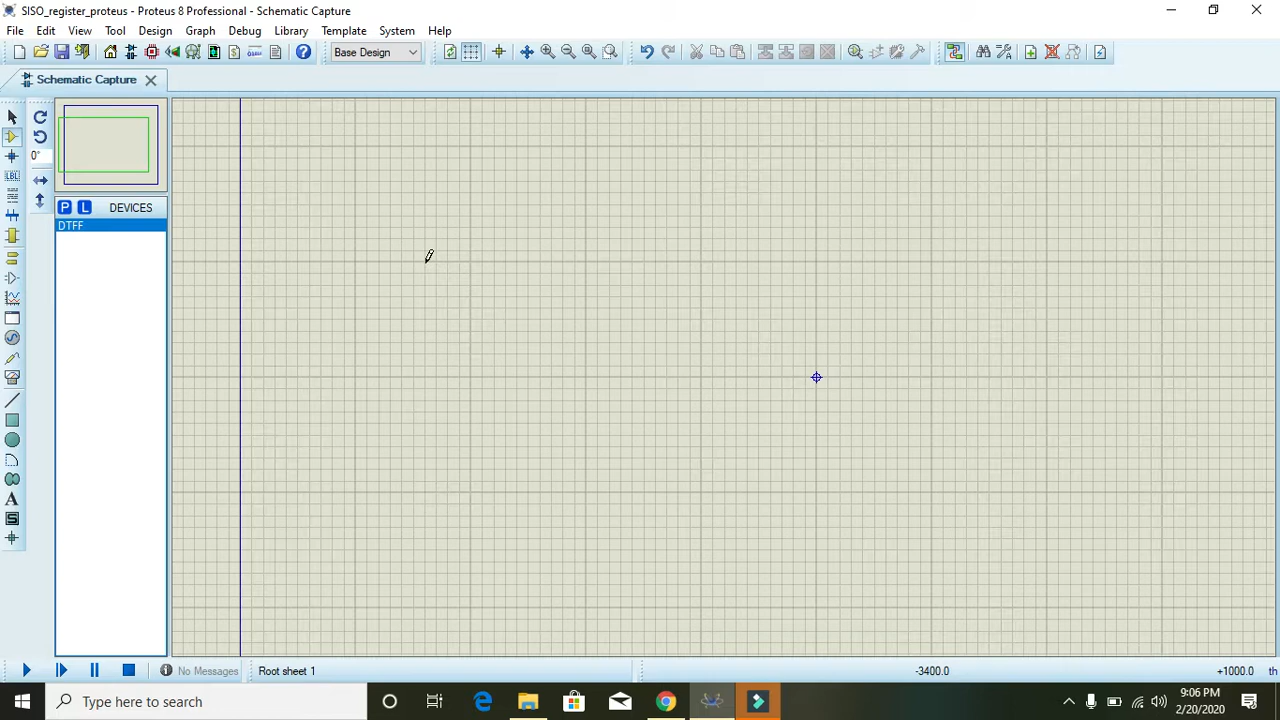 SISO_register_proteus - Proteus 8 Professional - Schematic Capture
File Edit View Tool Design Graph Debug Library Template System Help
Base Design
Schematic Capture
0°
LBL
P L DEVICES
DTFF
A
S
No Messages Root sheet 1 -3400.0 +1000.0 th
Type here to search
9:06 PM
2/20/2020